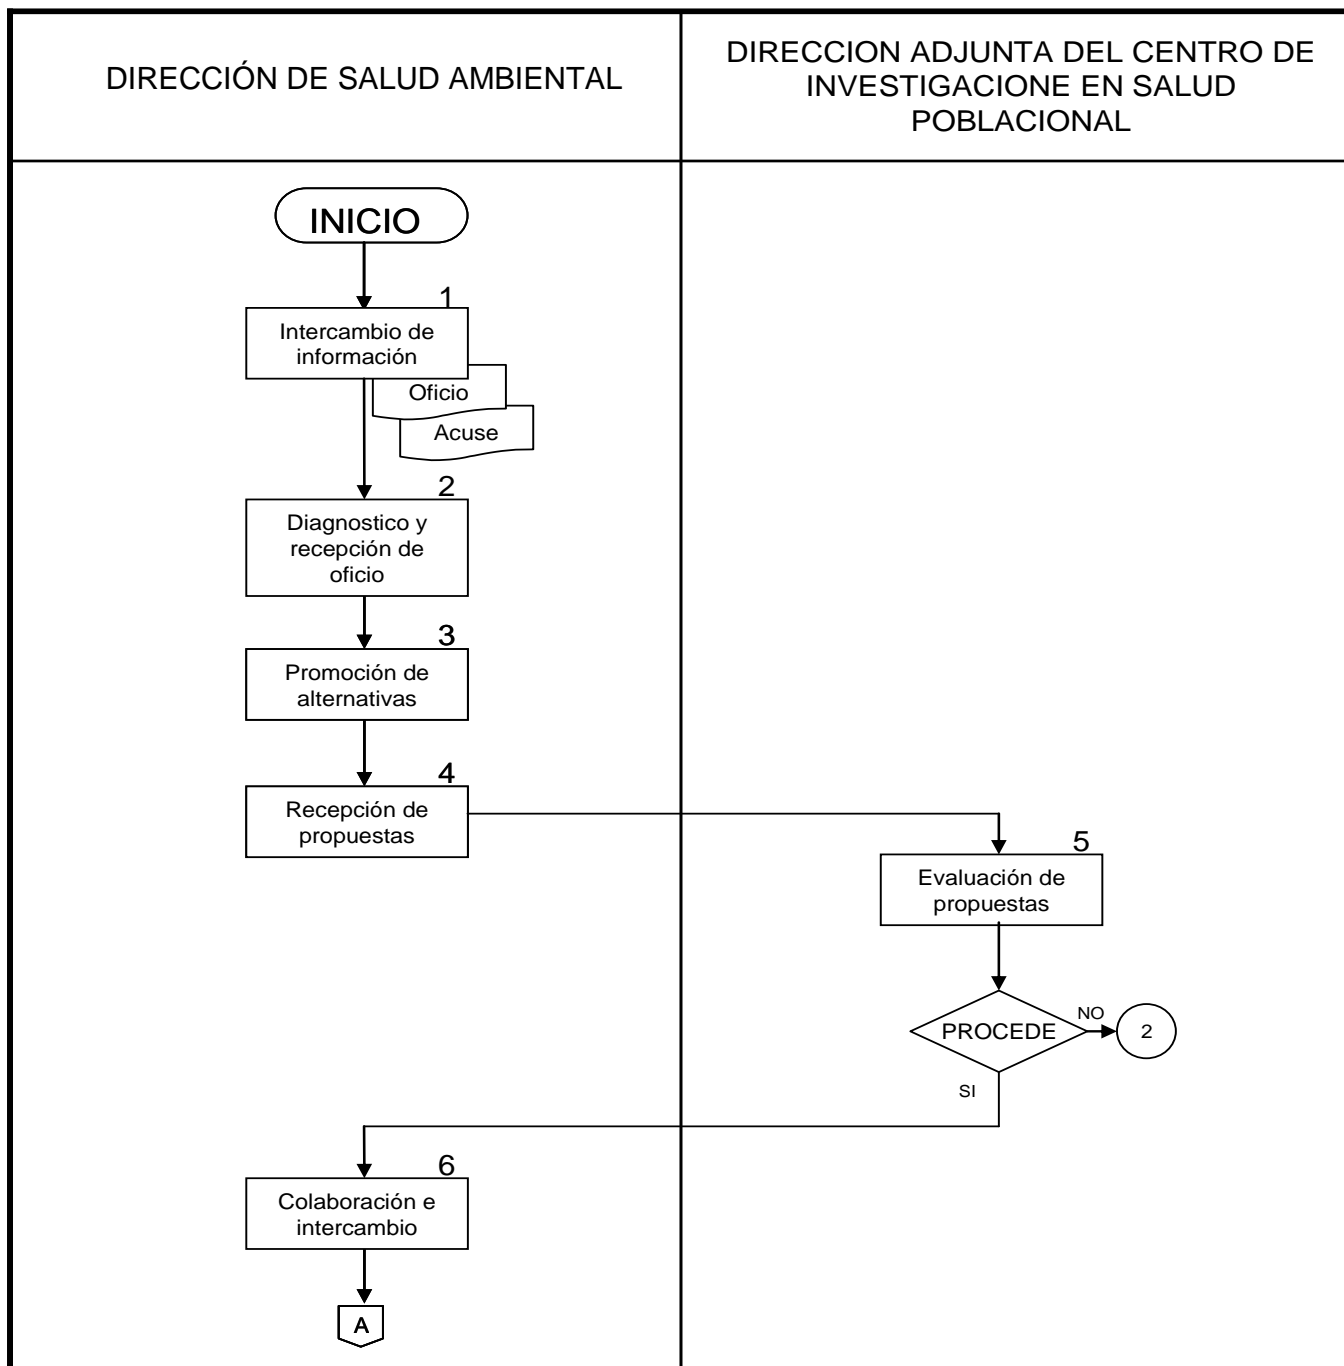 DIRECCIÓN DE SALUD AMBIENTAL
DIRECCION ADJUNTA DEL CENTRO DE
INVESTIGACIONE EN SALUD
POBLACIONAL
INICIO
1
Intercambio de
información
Oficio
Acuse
2
Diagnostico y
recepción de
oficio
3
Promoción de
alternativas
4
Recepción de
propuestas
5
Evaluación de
propuestas
PROCEDE
NO
2
SI
6
Colaboración e
intercambio
A